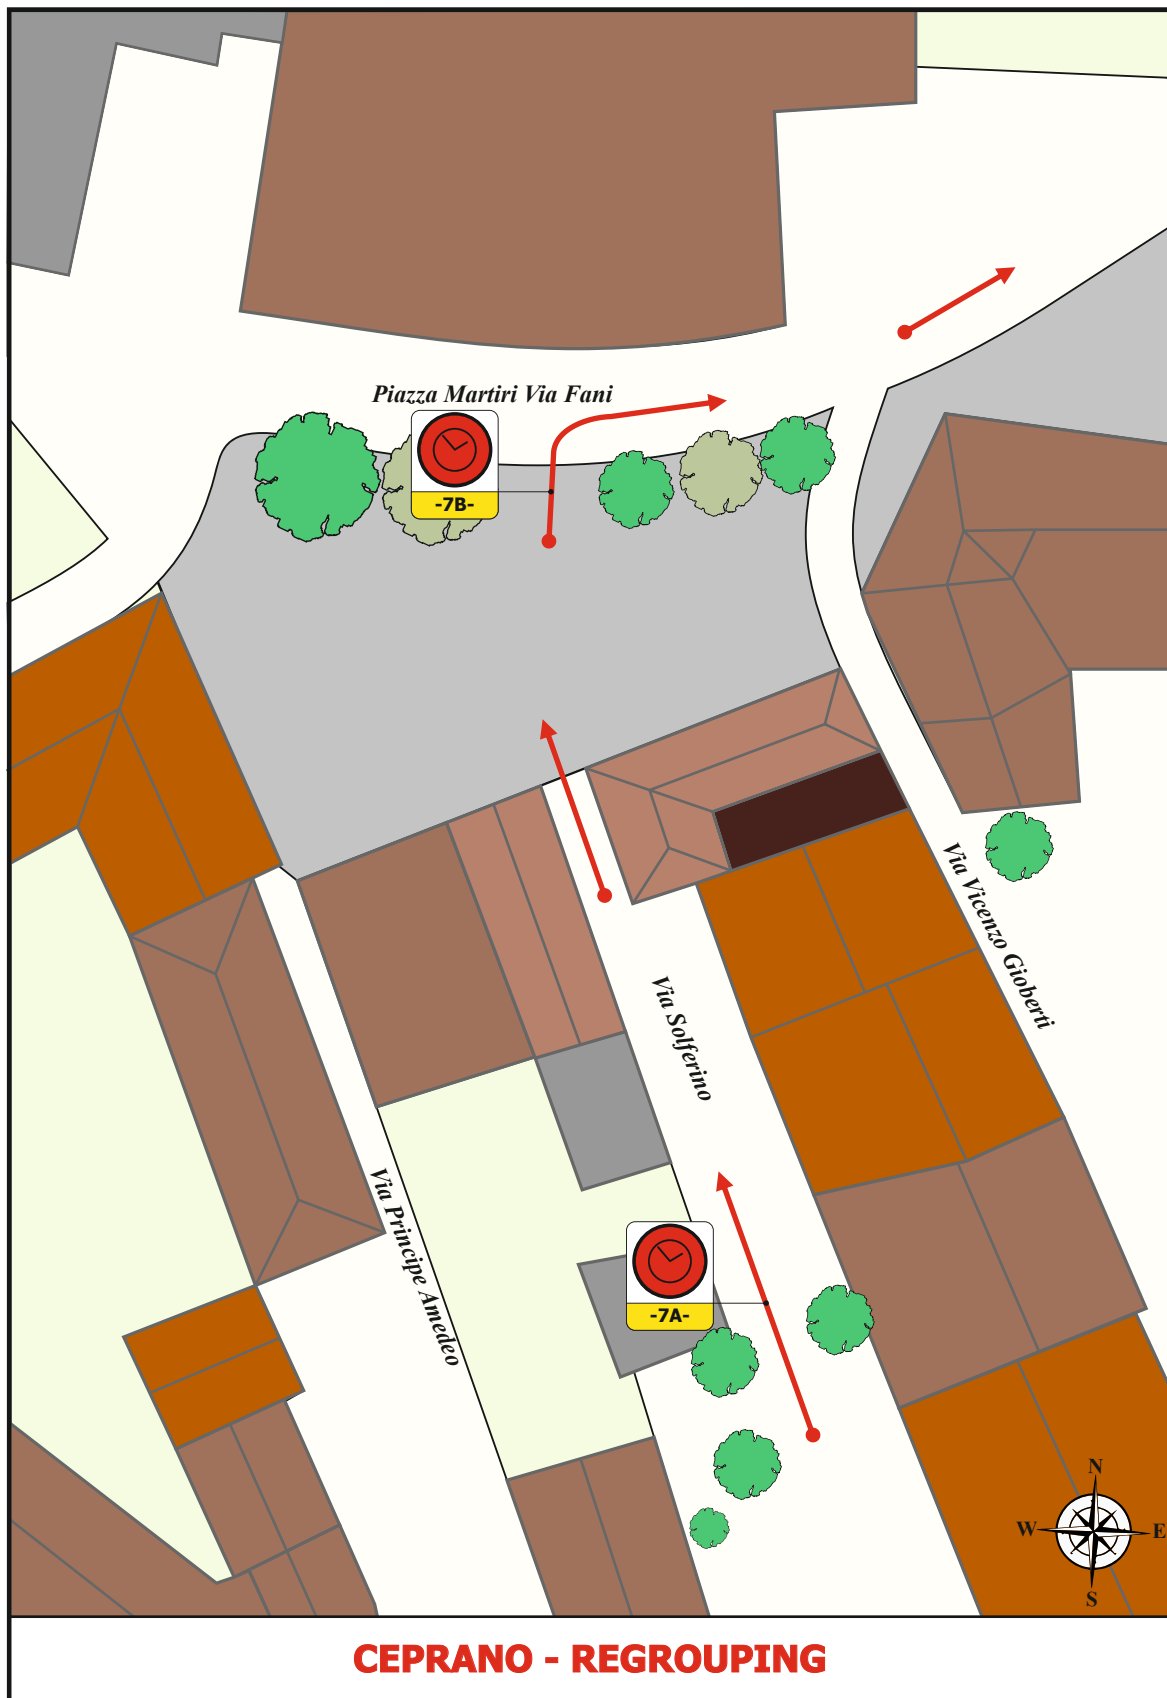 Piazza Martiri Via Fani
-7B-
Via Vicenzo Gioberti
Via Solferino
Via Principe Amedeo
-7A-
N
W
E
S
CEPRANO - REGROUPING